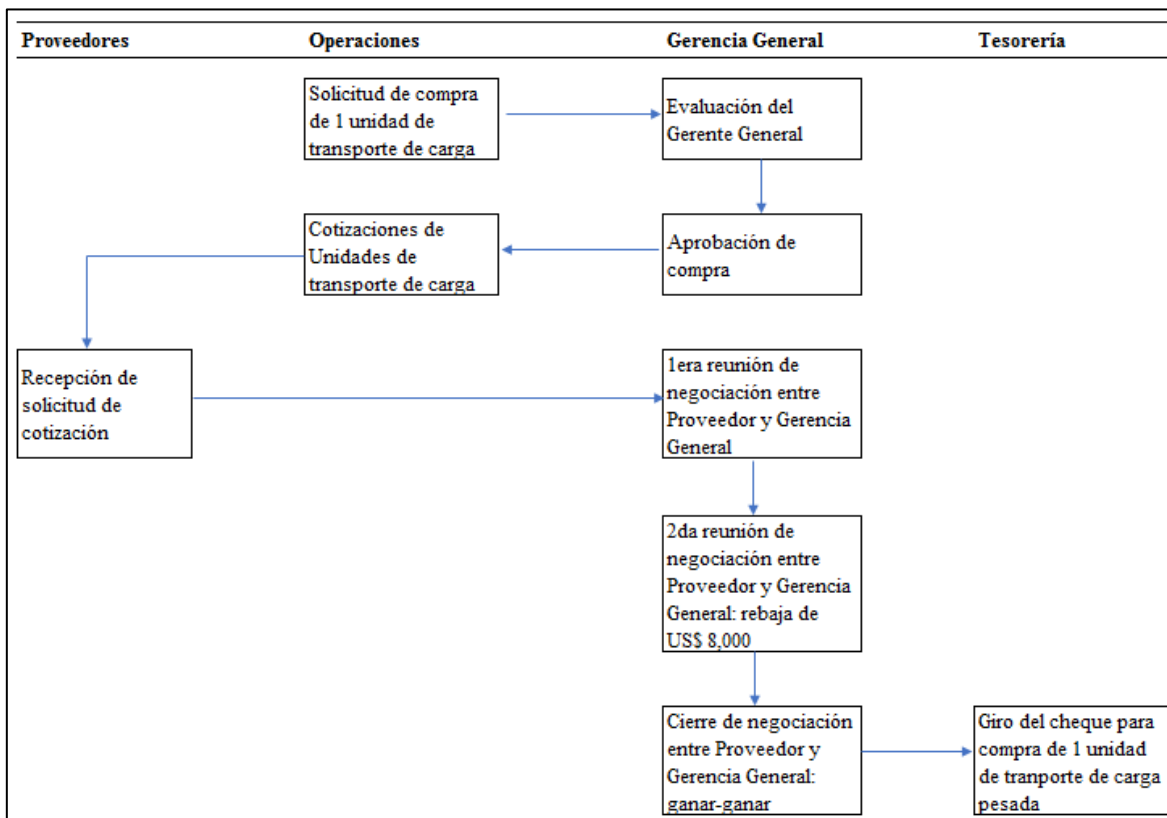 Proveedores
Operaciones
Gerencia General
Tesorería
Solicitud de compra
de 1 unidad de
transporte de carga
Evaluación del
Gerente General
Cotizaciones de
Unidades de
transporte de carga
Aprobación de
compra
Recepción de
solicitud de
cotización
1era reunión de
negociación entre
Proveedor y Gerencia
General
2da reunión de
negociación entre
Proveedor y Gerencia
General: rebaja de
US$ 8,000
Cierre de negociación
entre Proveedor y
Gerencia General:
ganar-ganar
Giro del cheque para
compra de 1 unidad
de tranporte de carga
pesada